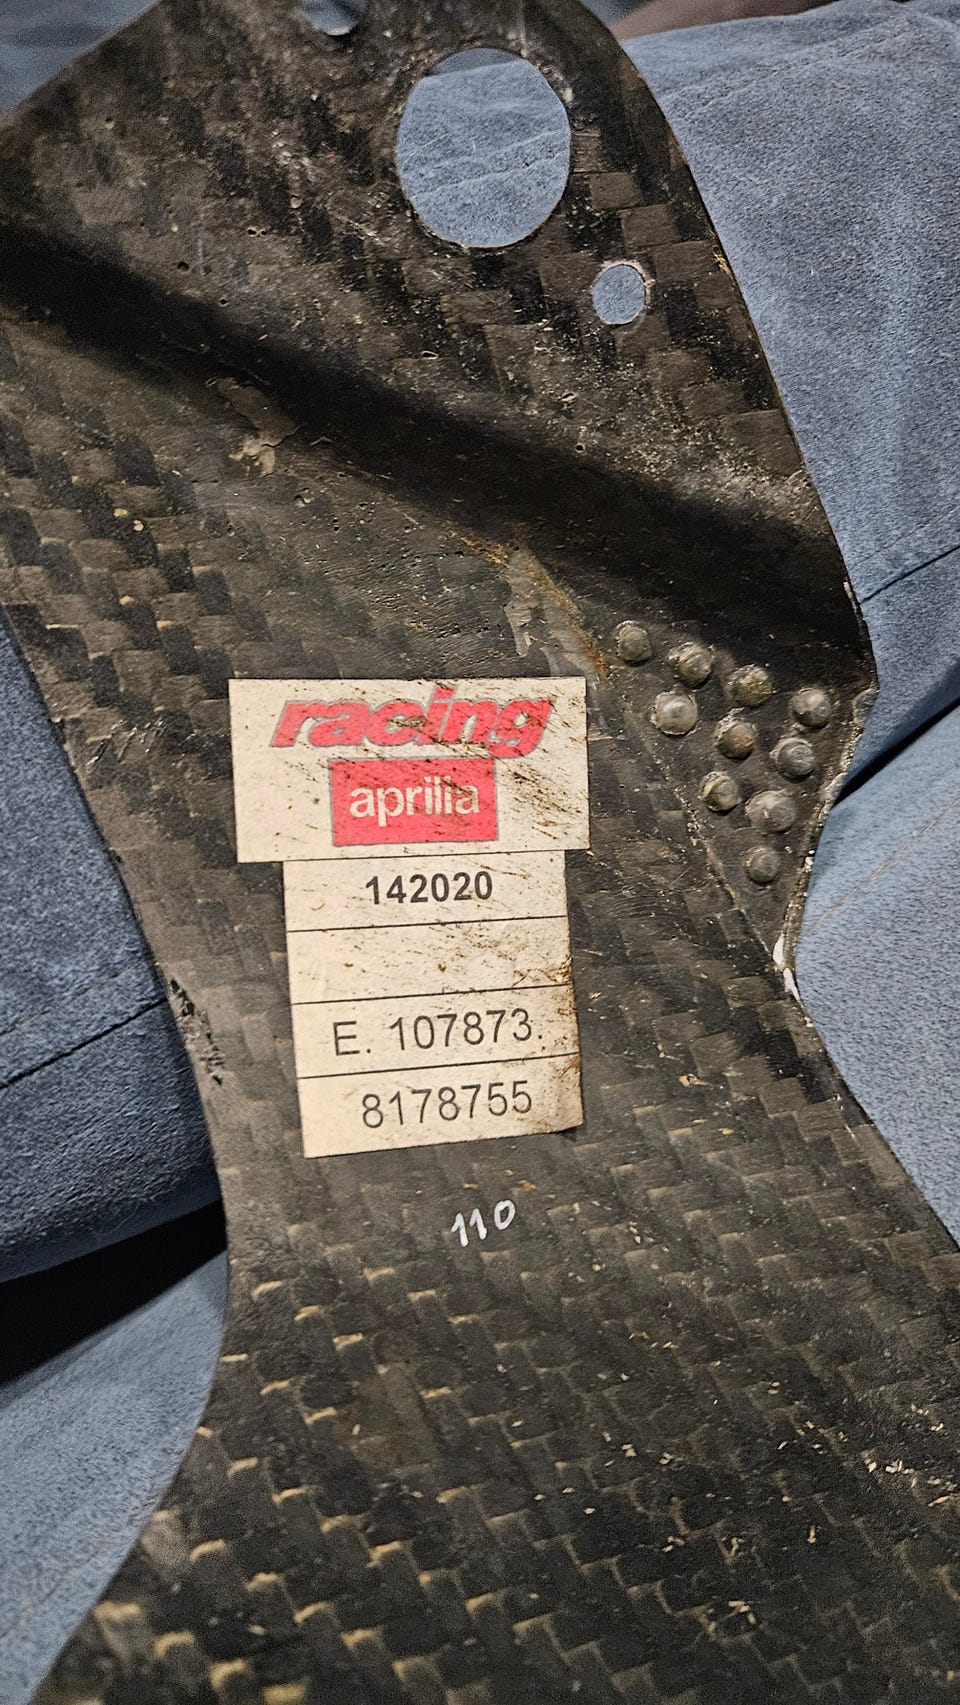 racing
aprilia
142020
E. 107873.
8178755
110